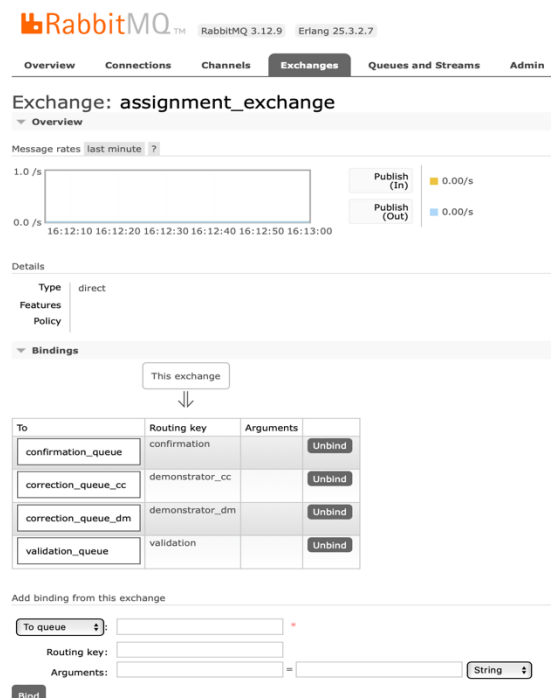 RabbitMQ TM RabbitMQ 3.12.9 Erlang 25.3.2.7
Overview Connections Channels Exchanges Queues and Streams Admin
Exchange: assignment_exchange
Overview
Message rates last minute ?
1.0 /s
0.0 /s
16:12:10 16:12:20 16:12:30 16:12:40 16:12:50 16:13:00
Publish (In) 0.00/s
Publish (Out) 0.00/s
Details
Type direct
Features
Policy
Bindings
This exchange
⇓
To Routing key Arguments
confirmation_queue confirmation Unbind
correction_queue_cc demonstrator_cc Unbind
correction_queue_dm demonstrator_dm Unbind
validation_queue validation Unbind
Add binding from this exchange
To queue : *
Routing key:
Arguments: = String
Bind